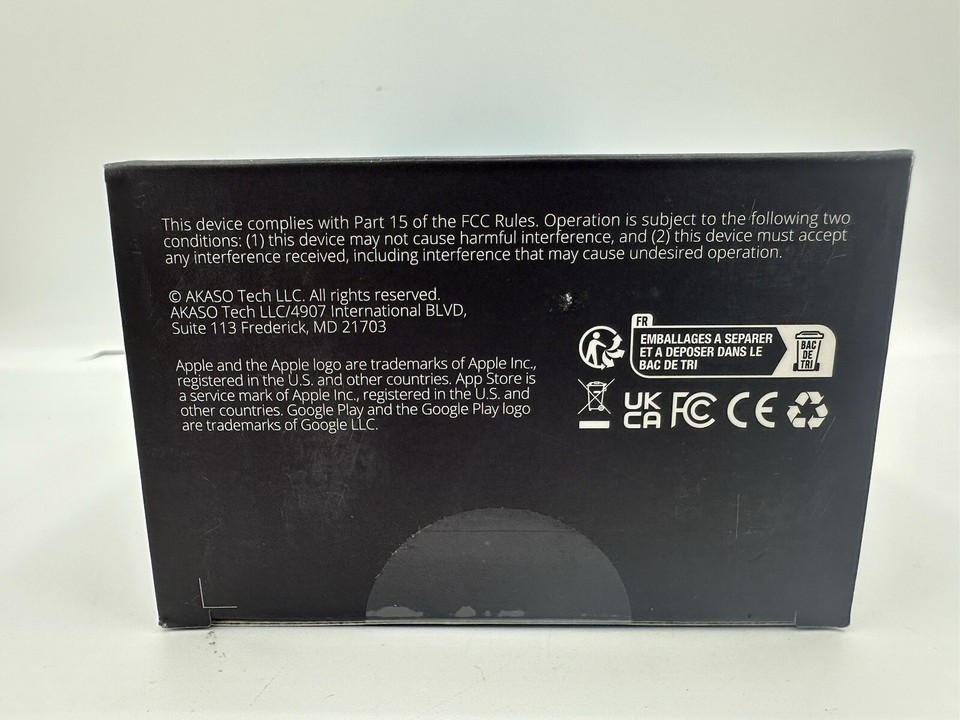 This device complies with Part 15 of the FCC Rules. Operation is subject to the following two
conditions: (1) this device may not cause harmful interference, and (2) this device must accept
any interference received, including interference that may cause undesired operation.
© AKASO Tech LLC. All rights reserved.
AKASO Tech LLC/4907 International BLVD,
Suite 113 Frederick, MD 21703
Apple and the Apple logo are trademarks of Apple Inc.,
registered in the U.S. and other countries. App Store is
a service mark of Apple Inc., registered in the U.S. and
other countries. Google Play and the Google Play logo
are trademarks of Google LLC.
FR
EMBALLAGES A SEPARER
ET A DEPOSER DANS LE
BAC DE TRI
BAC
DE
TRI
UK
CA
FC
CE